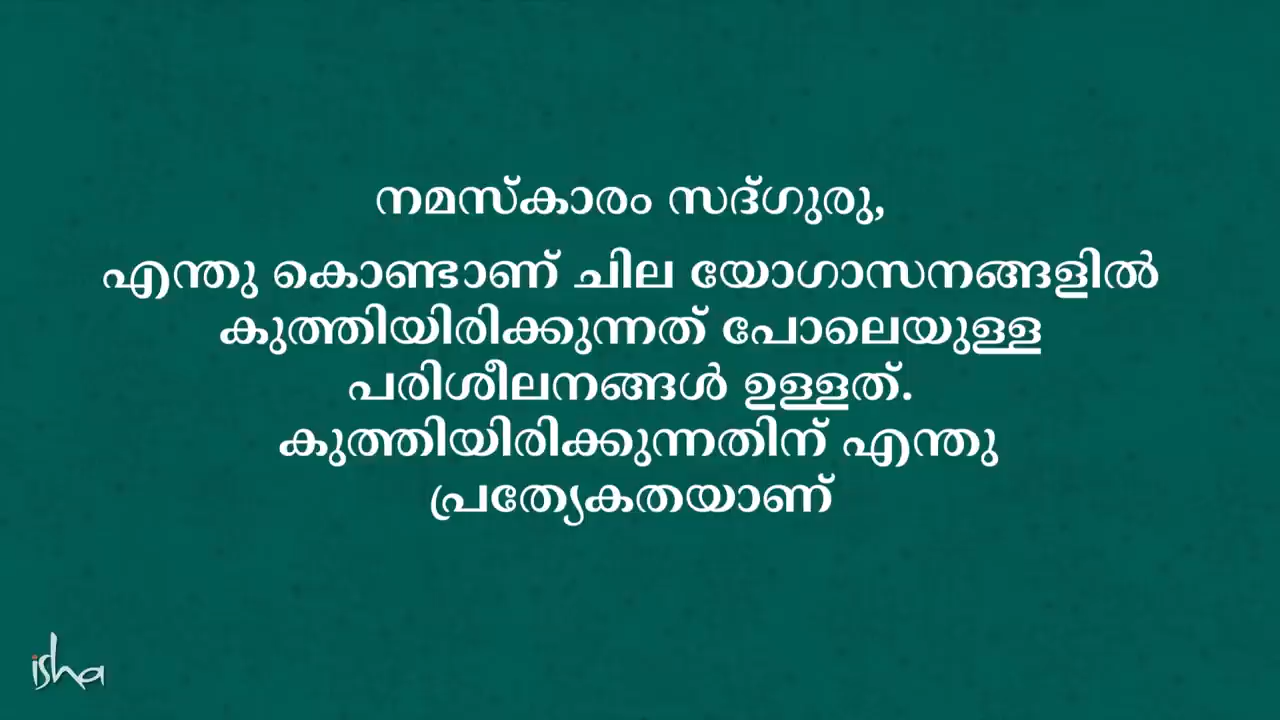 നമസ്കാരം സദ്ഗുരു,
എന്തു കൊണ്ടാണ് ചില യോഗാസനങ്ങളിൽ
കുത്തിയിരിക്കുന്നത് പോലെയുള്ള
പരിശീലനങ്ങൾ ഉള്ളത്.
കുത്തിയിരിക്കുന്നതിന് എന്തു
പ്രത്യേകതയാണ്
isha